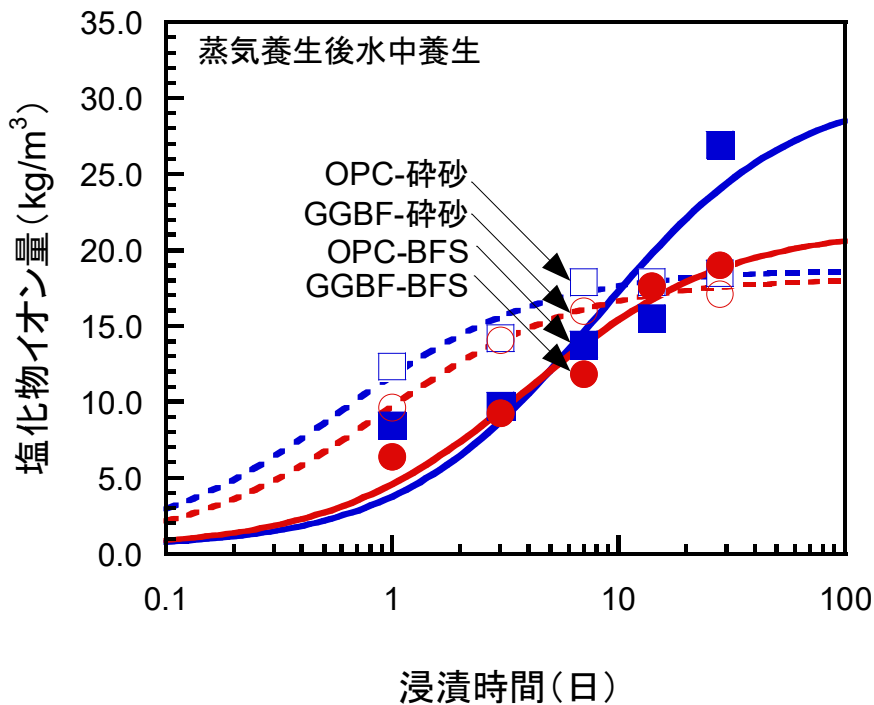 35.0
30.0
25.0
20.0
15.0
10.0
5.0
0.0
塩化物イオン量(kg/m³)
蒸気養生後水中養生
OPC-砕砂
GGBF-砕砂
OPC-BFS
GGBF-BFS
0.1
1
10
100
浸漬時間(日)